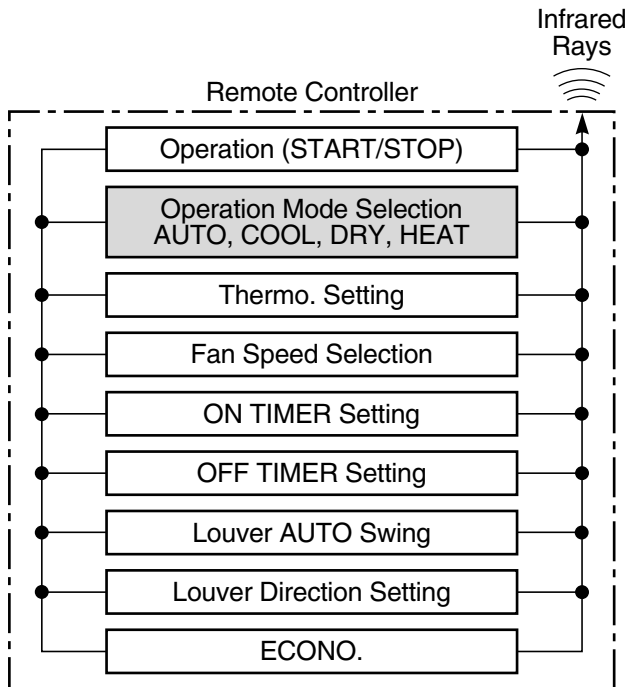 Infrared
Rays
Remote Controller
Operation (START/STOP)
Operation Mode Selection
AUTO, COOL, DRY, HEAT
Thermo. Setting
Fan Speed Selection
ON TIMER Setting
OFF TIMER Setting
Louver AUTO Swing
Louver Direction Setting
ECONO.